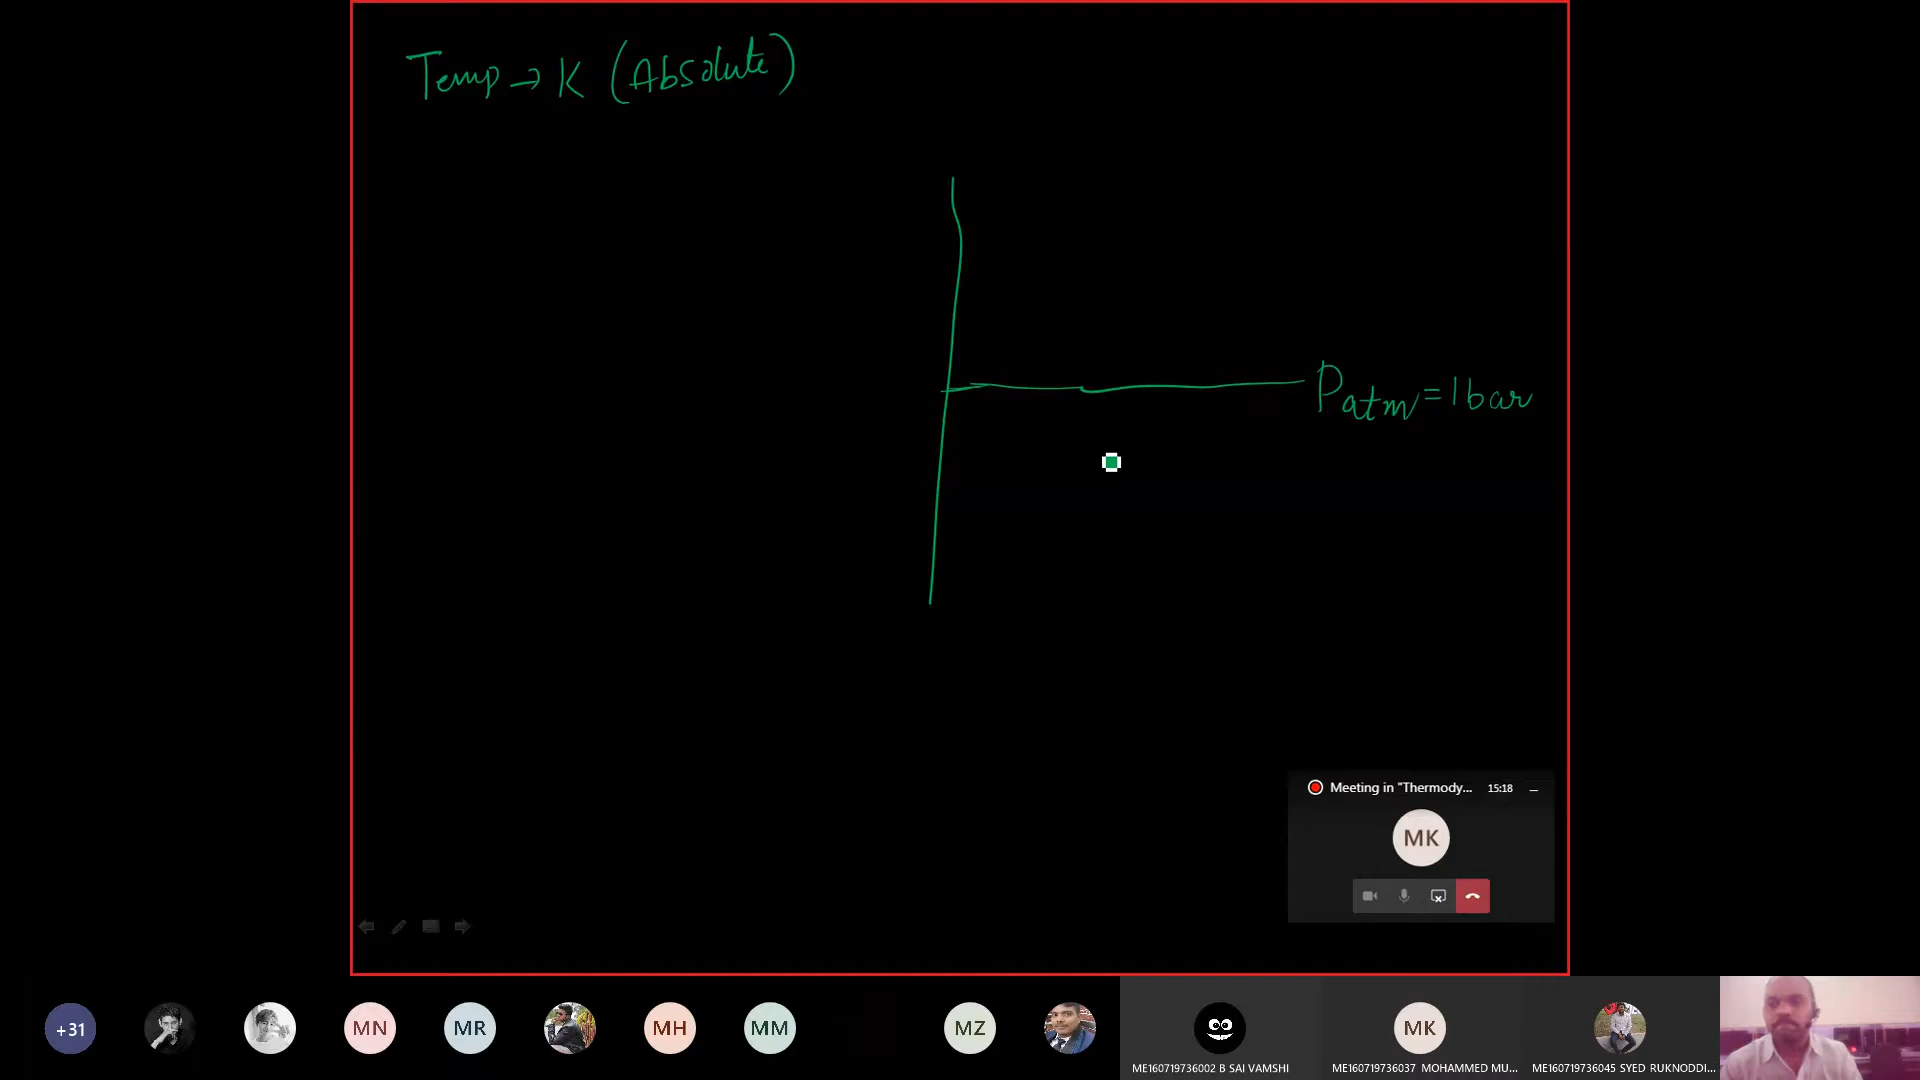 Temp → K (Absolute)
Patm = 1 bar
Meeting in "Thermody... 15:18
MK
+31
MN
MR
MH
MM
MZ
MK
ME160719736002 B SAI VAMSHI
ME160719736037 MOHAMMED MU...
ME160719736045 SYED RUKNODDI...